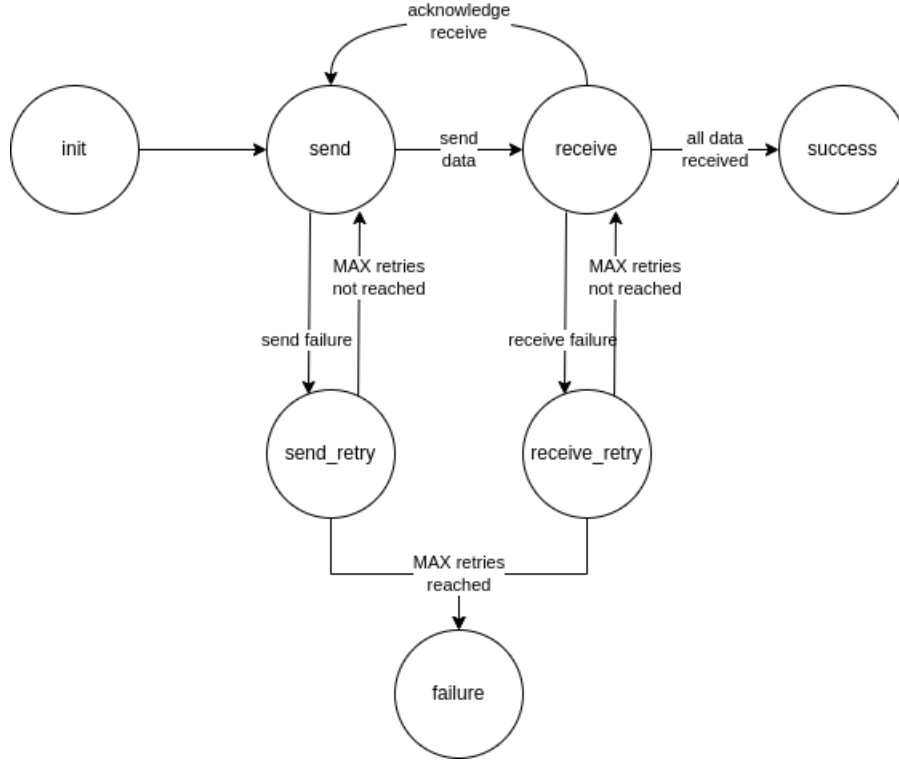 acknowledge
receive
init
send
send
data
receive
all data
received
success
MAX retries
not reached
MAX retries
not reached
send failure
receive failure
send_retry
receive_retry
MAX retries
reached
failure